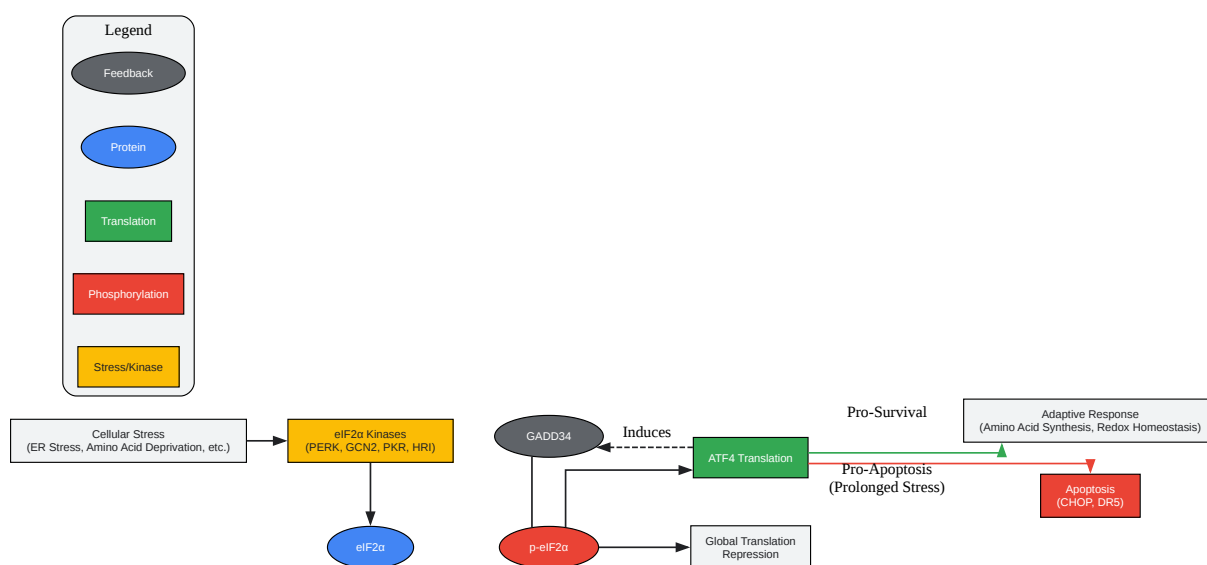 Legend
Feedback
Protein
Translation
Phosphorylation
Stress/Kinase
Cellular Stress
(ER Stress, Amino Acid Deprivation, etc.)
eIF2α Kinases
(PERK, GCN2, PKR, HRI)
eIF2α
GADD34
Induces
p-eIF2α
ATF4 Translation
Global Translation
Repression
Pro-Survival
Pro-Apoptosis
(Prolonged Stress)
Adaptive Response
(Amino Acid Synthesis, Redox Homeostasis)
Apoptosis
(CHOP, DR5)